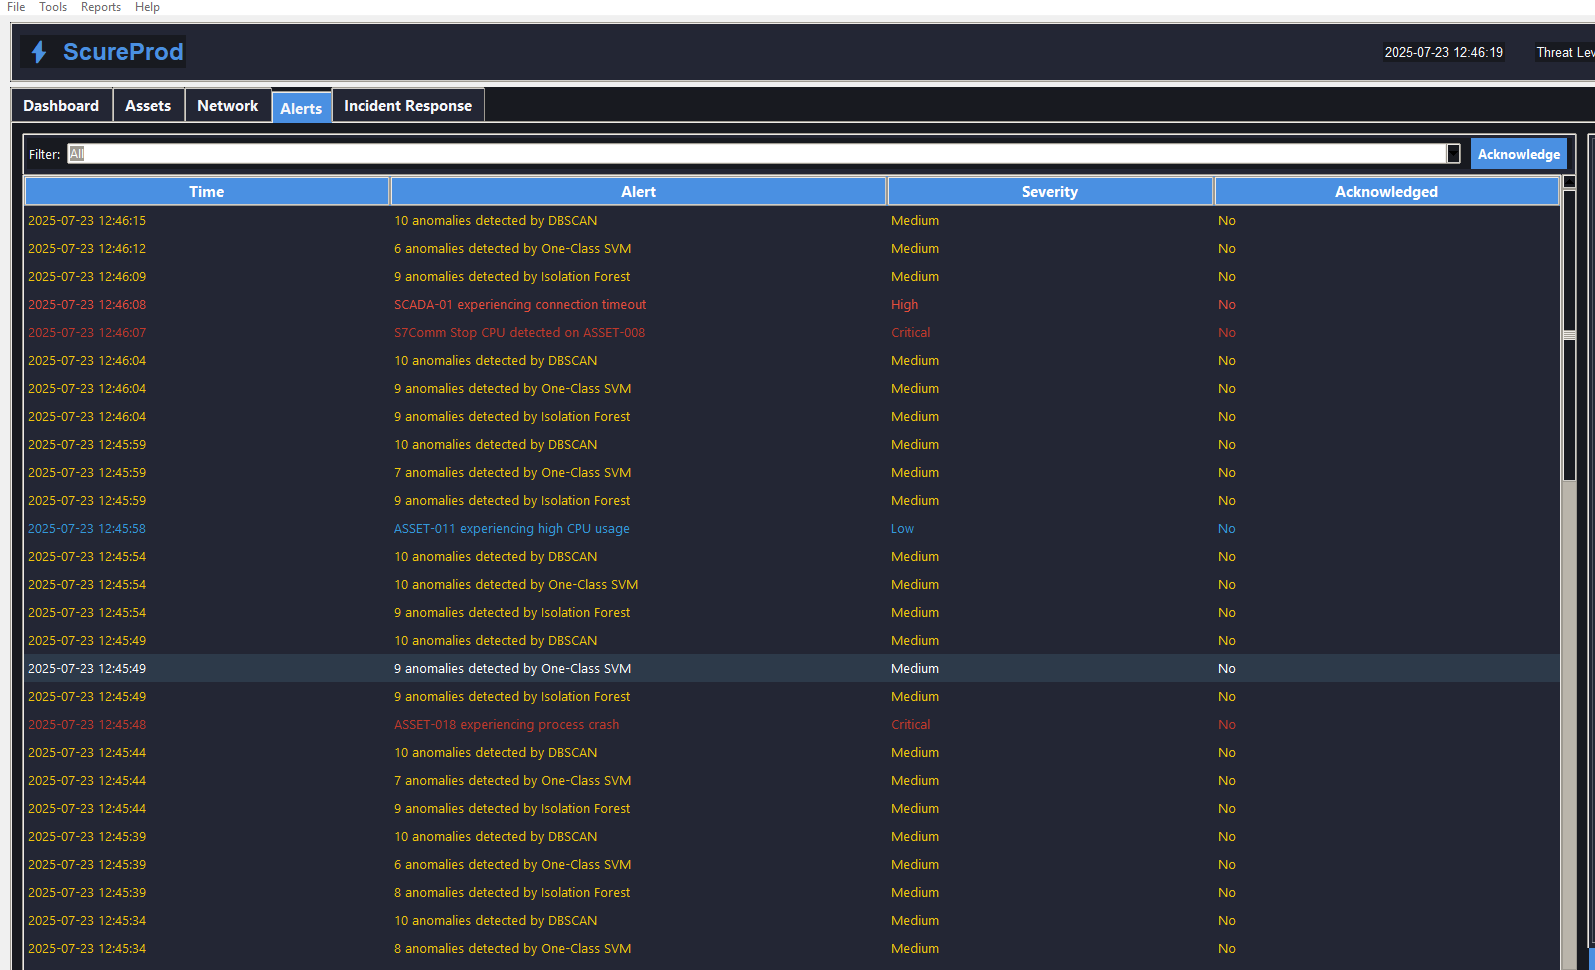 File Tools Reports Help
ScureProd
2025-07-23 12:46:19 Threat Lev
Dashboard Assets Network Alerts Incident Response
Filter: All Acknowledge
Time Alert Severity Acknowledged
2025-07-23 12:46:15 10 anomalies detected by DBSCAN Medium No
2025-07-23 12:46:12 6 anomalies detected by One-Class SVM Medium No
2025-07-23 12:46:09 9 anomalies detected by Isolation Forest Medium No
2025-07-23 12:46:08 SCADA-01 experiencing connection timeout High No
2025-07-23 12:46:07 S7Comm Stop CPU detected on ASSET-008 Critical No
2025-07-23 12:46:04 10 anomalies detected by DBSCAN Medium No
2025-07-23 12:46:04 9 anomalies detected by One-Class SVM Medium No
2025-07-23 12:46:04 9 anomalies detected by Isolation Forest Medium No
2025-07-23 12:45:59 10 anomalies detected by DBSCAN Medium No
2025-07-23 12:45:59 7 anomalies detected by One-Class SVM Medium No
2025-07-23 12:45:59 9 anomalies detected by Isolation Forest Medium No
2025-07-23 12:45:58 ASSET-011 experiencing high CPU usage Low No
2025-07-23 12:45:54 10 anomalies detected by DBSCAN Medium No
2025-07-23 12:45:54 10 anomalies detected by One-Class SVM Medium No
2025-07-23 12:45:54 9 anomalies detected by Isolation Forest Medium No
2025-07-23 12:45:49 10 anomalies detected by DBSCAN Medium No
2025-07-23 12:45:49 9 anomalies detected by One-Class SVM Medium No
2025-07-23 12:45:49 9 anomalies detected by Isolation Forest Medium No
2025-07-23 12:45:48 ASSET-018 experiencing process crash Critical No
2025-07-23 12:45:44 10 anomalies detected by DBSCAN Medium No
2025-07-23 12:45:44 7 anomalies detected by One-Class SVM Medium No
2025-07-23 12:45:44 9 anomalies detected by Isolation Forest Medium No
2025-07-23 12:45:39 10 anomalies detected by DBSCAN Medium No
2025-07-23 12:45:39 6 anomalies detected by One-Class SVM Medium No
2025-07-23 12:45:39 8 anomalies detected by Isolation Forest Medium No
2025-07-23 12:45:34 10 anomalies detected by DBSCAN Medium No
2025-07-23 12:45:34 8 anomalies detected by One-Class SVM Medium No